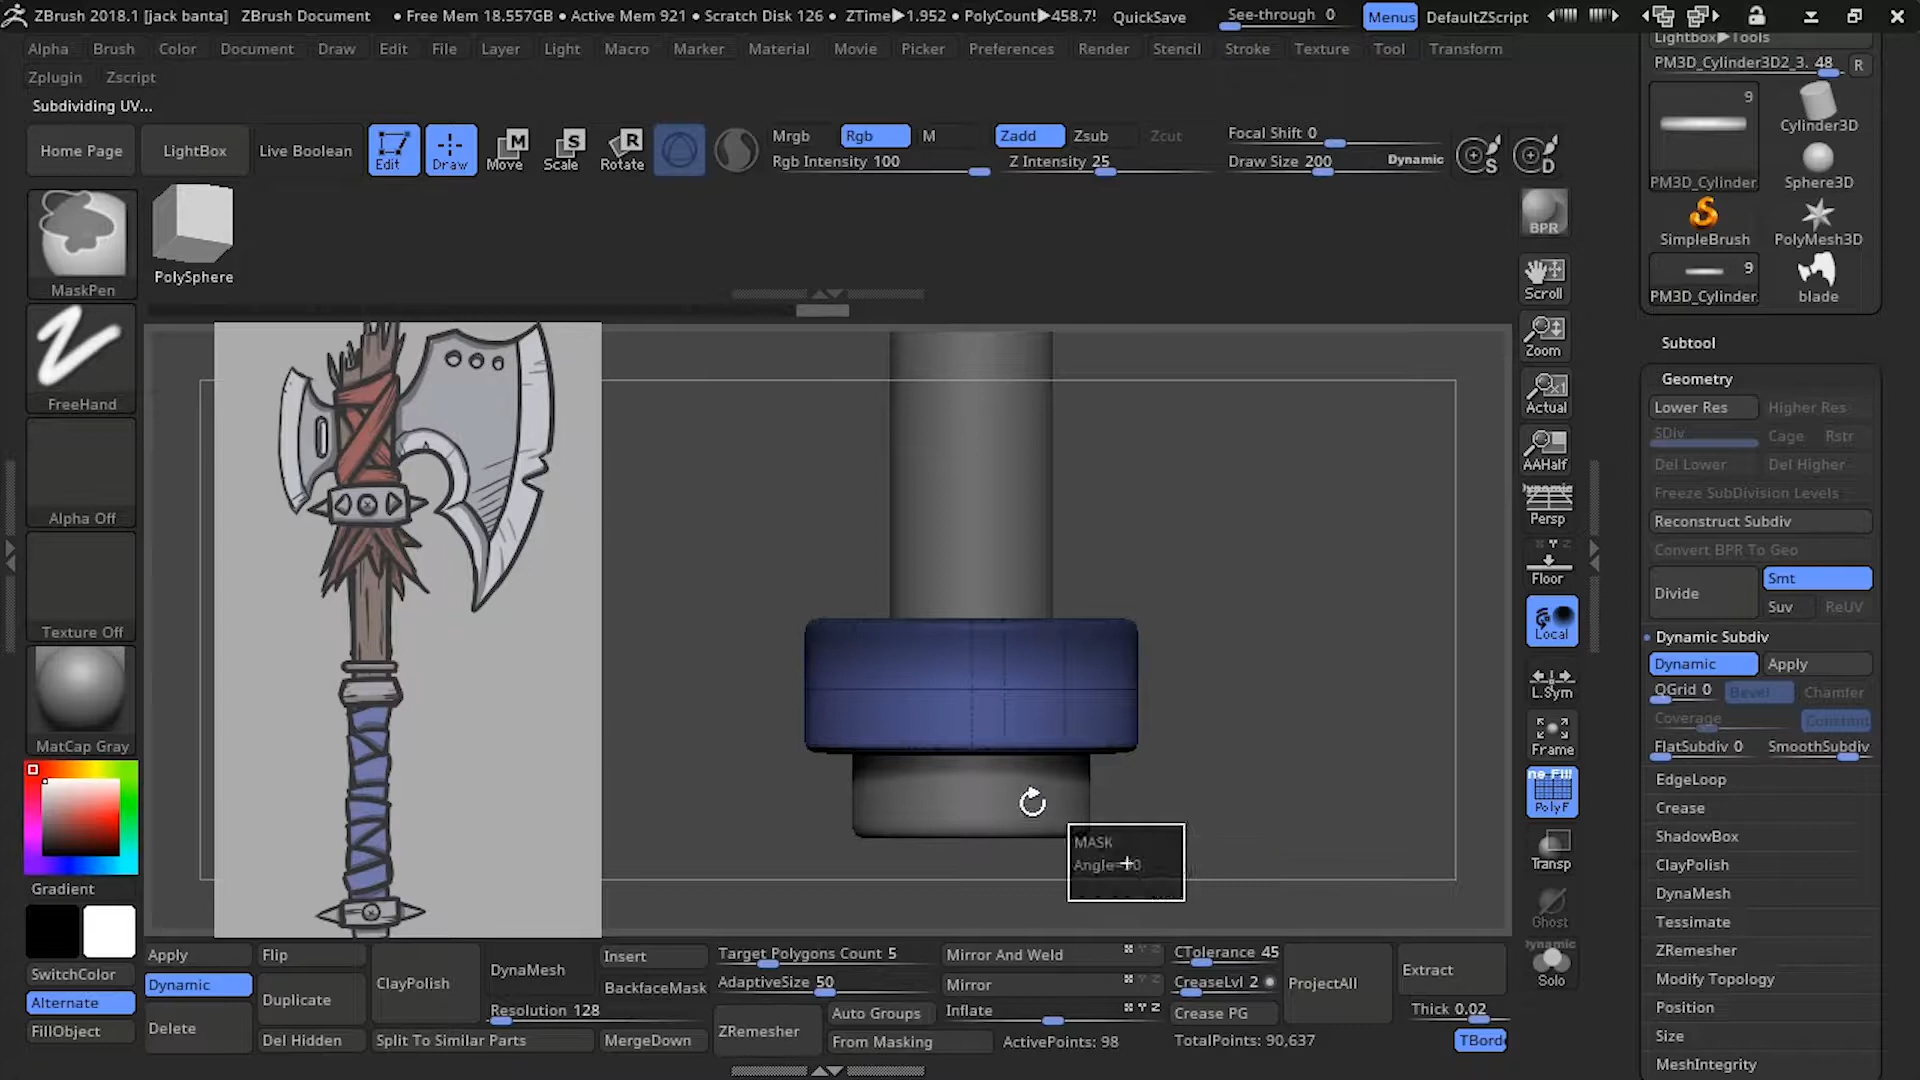 ZBrush 2018.1 [jack banta] ZBrush Document • Free Mem 18.557GB • Active Mem 921 • Scratch Disk 126 • ZTime▶1.952 • PolyCount▶458.7! QuickSave See-through 0 Menus DefaultZScript
Alpha Brush Color Document Draw Edit File Layer Light Macro Marker Material Movie Picker Preferences Render Stencil Stroke Texture Tool Transform
Zplugin Zscript
Subdividing UV...
Home Page LightBox Live Boolean Edit Draw Move Scale Rotate
M S R
Mrgb Rgb M Zadd Zsub Zcut Focal Shift 0
Rgb Intensity 100 Z Intensity 25 Draw Size 200 Dynamic S D
MaskPen
PolySphere
FreeHand
Alpha Off
Texture Off
MatCap Gray
Gradient
SwitchColor
Alternate
FillObject
MASK
BPR
Scroll
Zoom
Actual
AAHalf
Dynamic
Persp
Floor
Local
L.Sym
Frame
PolyF
Transp
Ghost
Dynamic
Solo
Lightbox▶Tools
PM3D_Cylinder3D2_3. 48 R
9
PM3D_Cylinder
Cylinder3D
Sphere3D
SimpleBrush PolyMesh3D
9
PM3D_Cylinder blade
Subtool
Geometry
Lower Res Higher Res
SDiv Cage Rstr
Del Lower Del Higher
Freeze SubDivision Levels
Reconstruct Subdiv
Convert BPR To Geo
Divide Smt
Suv ReUV
Dynamic Subdiv
Dynamic Apply
QGrid 0 Bevel Chamfer
Coverage Constant
FlatSubdiv 0 SmoothSubdiv
EdgeLoop
Crease
ShadowBox
ClayPolish
DynaMesh
Tessimate
ZRemesher
Modify Topology
Position
Size
MeshIntegrity
Apply Flip ClayPolish DynaMesh Insert Target Polygons Count 5 Mirror And Weld CTolerance 45 ProjectAll Extract
Dynamic Duplicate BackfaceMask AdaptiveSize 50 Mirror CreaseLvl 2
Delete Resolution 128 ZRemesher Auto Groups Inflate Crease PG Thick 0.02
Del Hidden Split To Similar Parts MergeDown From Masking ActivePoints: 98 TotalPoints: 90,637